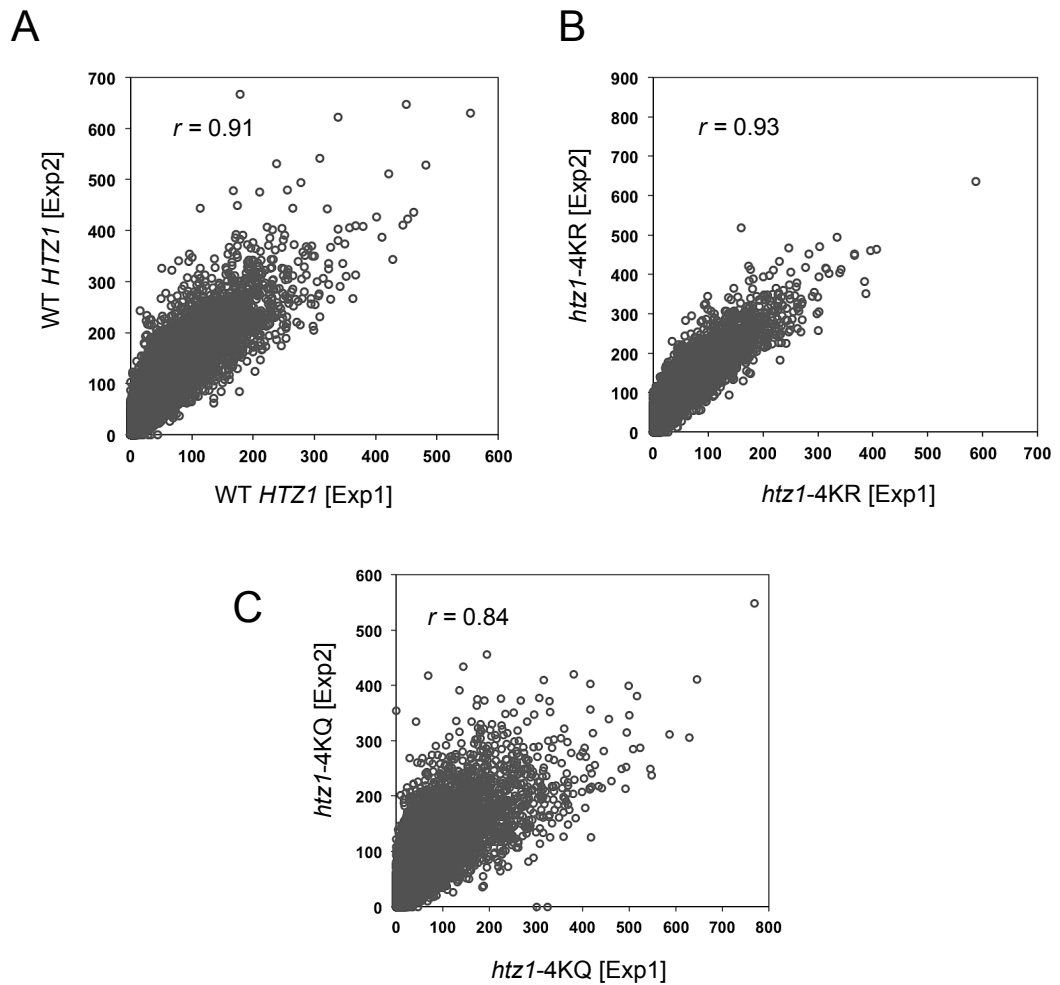 A
B
700
600
500
400
300
200
100
0
r = 0.91
WT HTZ1 [Exp2]
0 100 200 300 400 500 600
WT HTZ1 [Exp1]
900
800
700
600
500
400
300
200
100
0
r = 0.93
htz1-4KR [Exp2]
0 100 200 300 400 500 600 700
htz1-4KR [Exp1]
C
600
500
400
300
200
100
0
r = 0.84
htz1-4KQ [Exp2]
0 100 200 300 400 500 600 700 800
htz1-4KQ [Exp1]